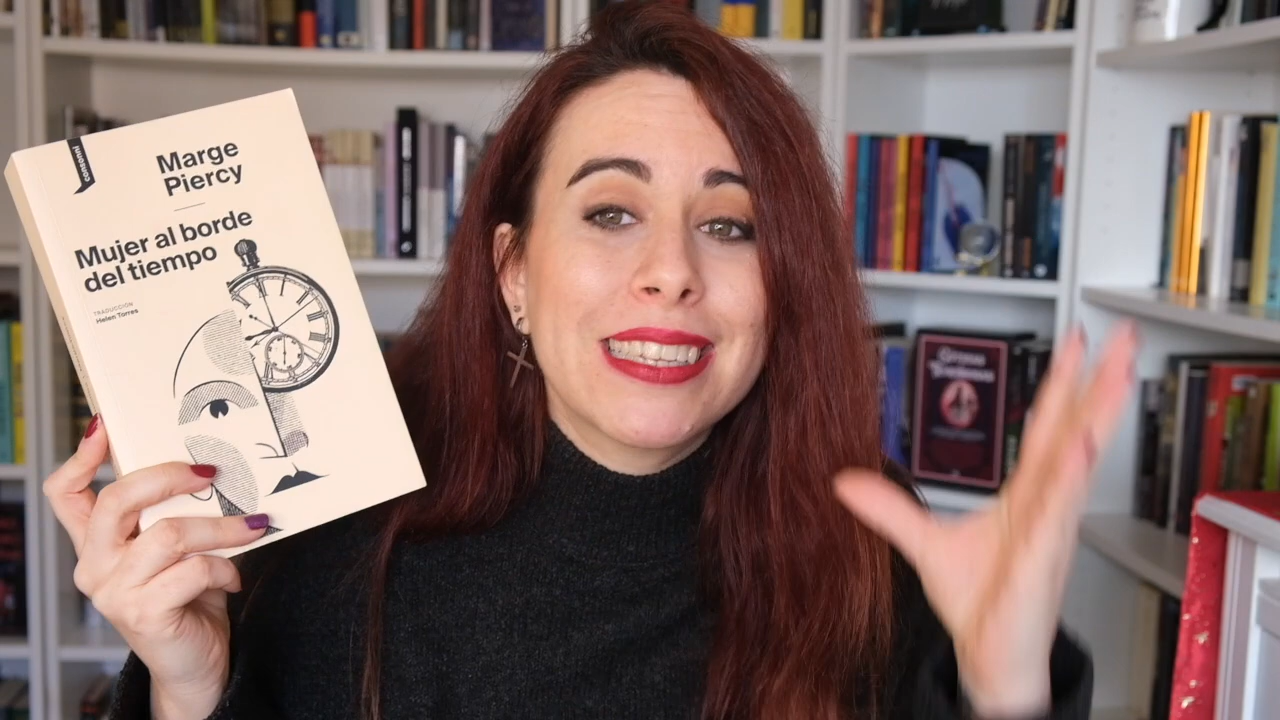 consonni
Marge
Piercy
Mujer al borde
del tiempo
TRADUCCIÓN
Helen Torres